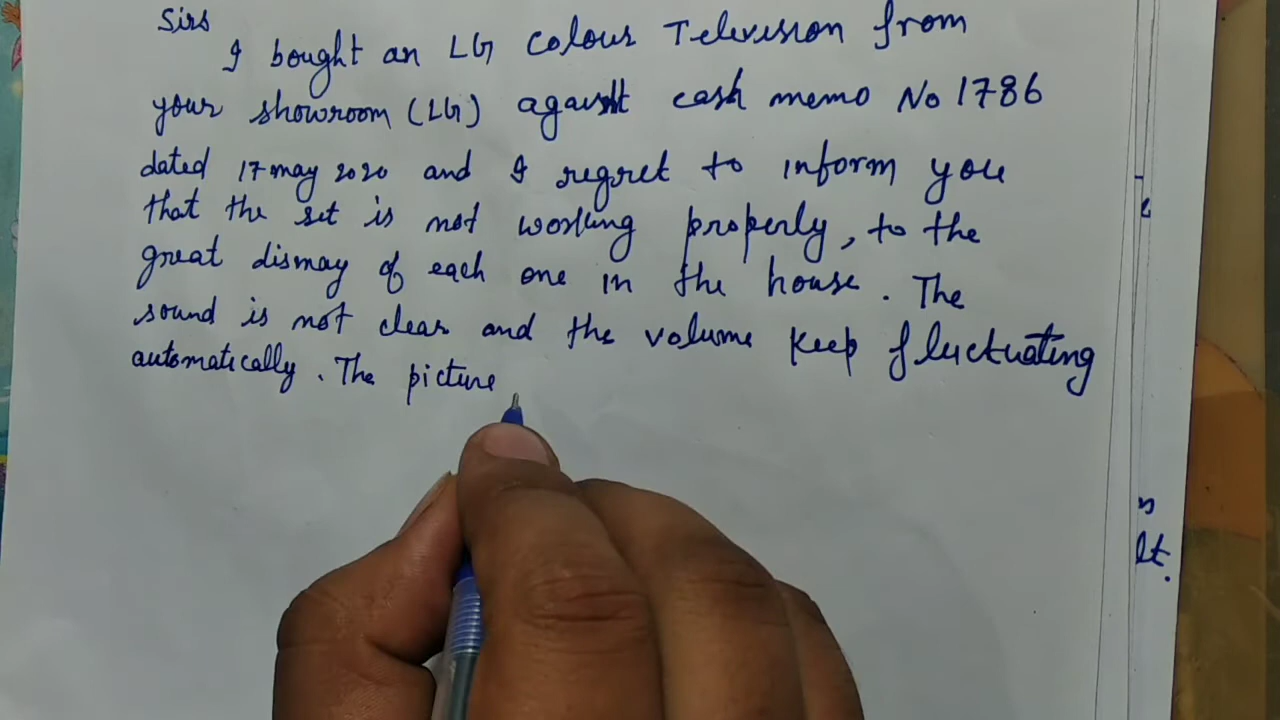 Sirs
I bought an LG Colour Television from
your showroom (LG) against cash memo No 1786
dated 17 may 2020 and I regret to inform you
that the set is not working properly, to the
great dismay of each one in the house. The
sound is not clear and the volume keep fluctuating
automatically. The picture
lt.